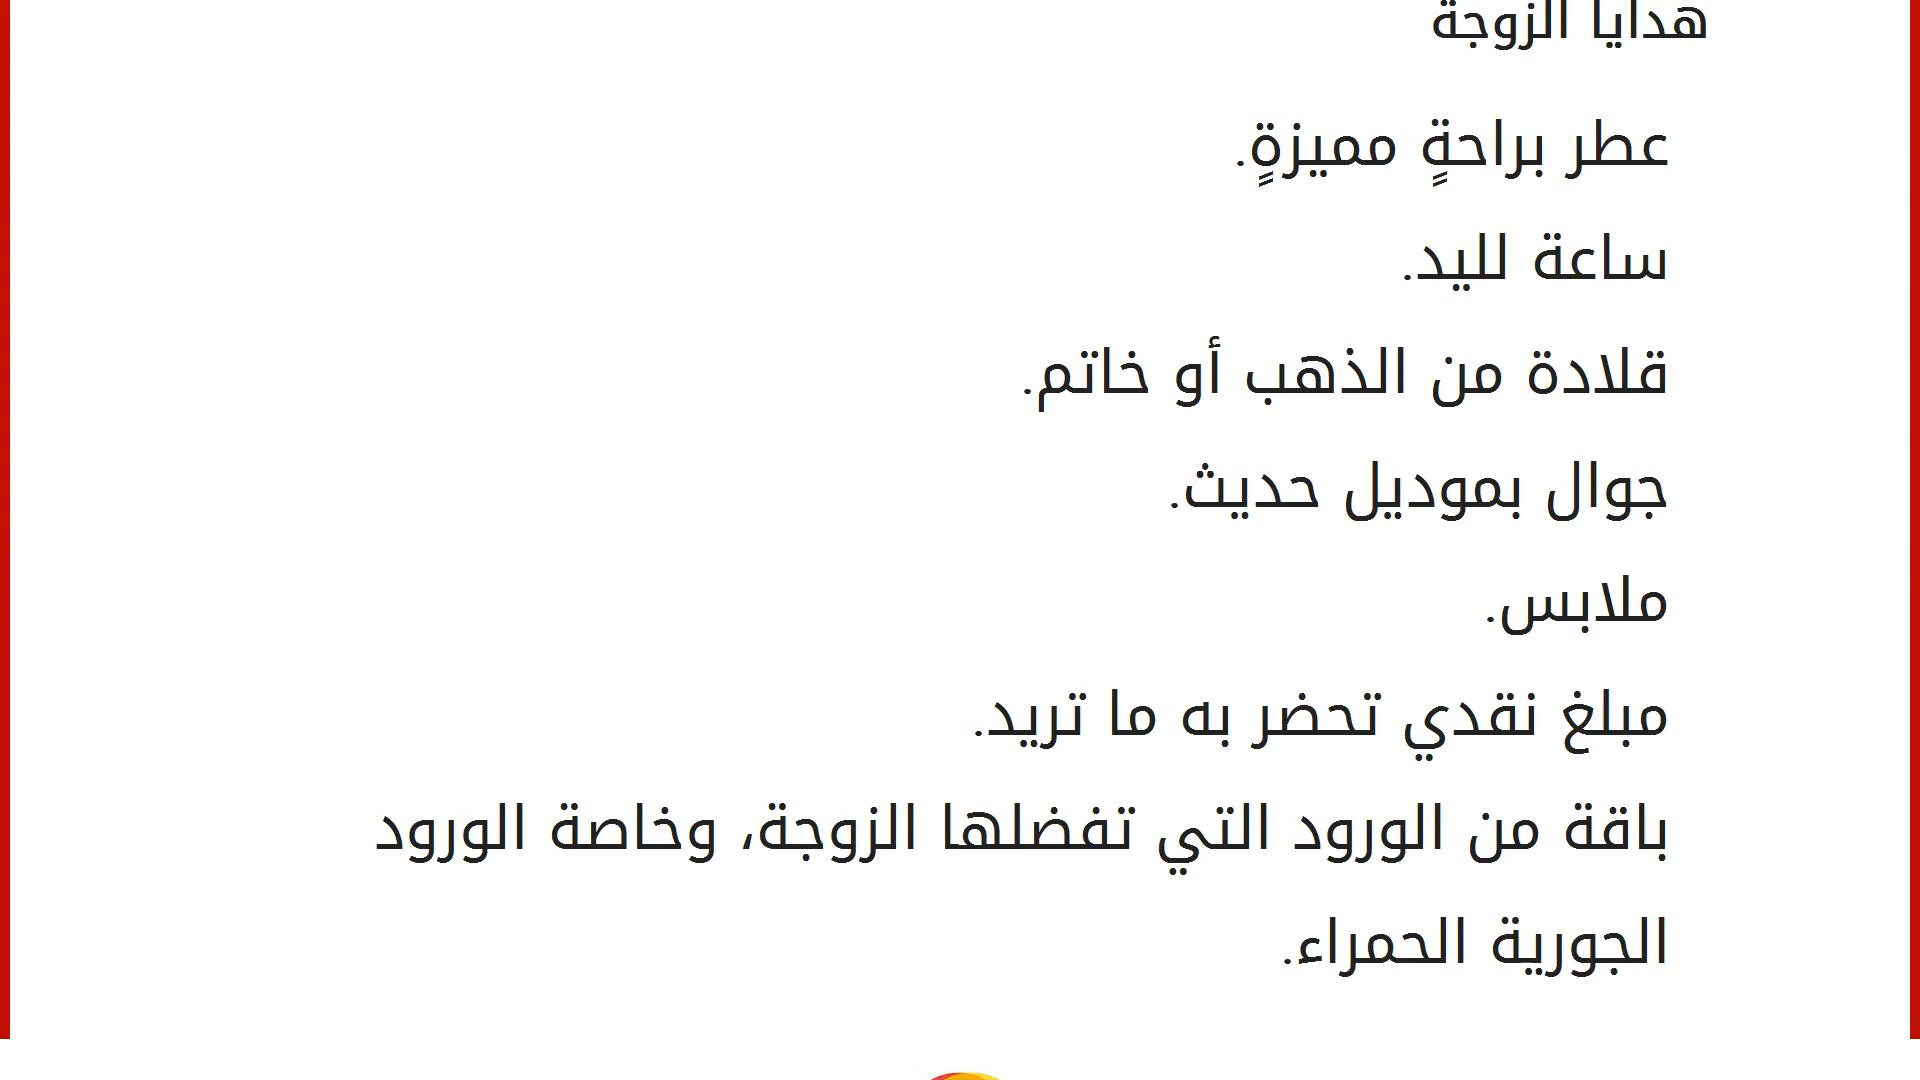 هدايا الزوجة
عطر براحةٍ مميزةٍ.
ساعة لليد.
قلادة من الذهب أو خاتم.
جوال بموديل حديث.
ملابس.
مبلغ نقدي تحضر به ما تريد.
باقة من الورود التي تفضلها الزوجة، وخاصة الورود
الجورية الحمراء.